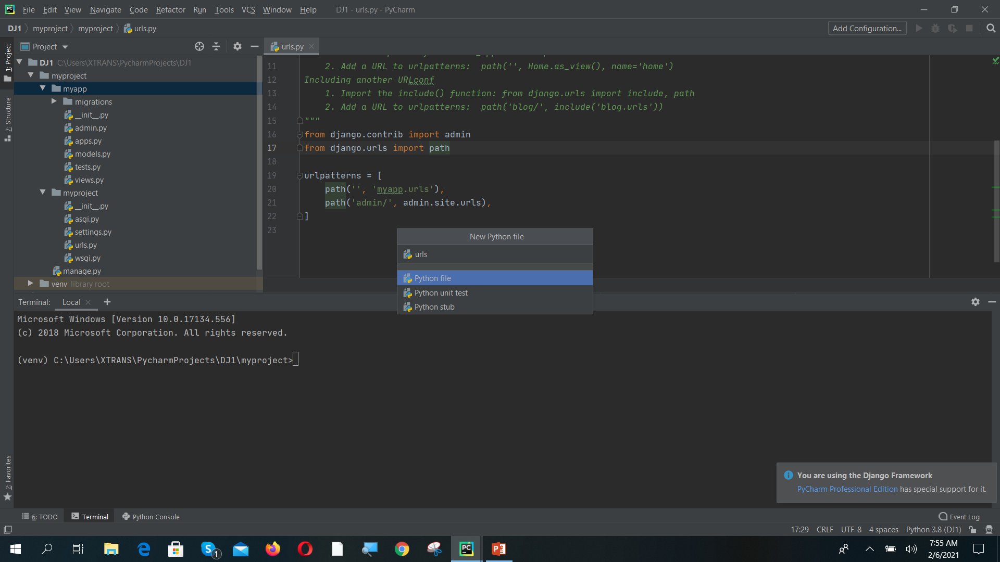 File Edit View Navigate Code Refactor Run Tools VCS Window Help DJ1 - urls.py - PyCharm
DJ1 myproject myproject urls.py Add Configuration...
1: Project
7: Structure
2: Favorites
Project
DJ1 C:\Users\XTRANS\PycharmProjects\DJ1
myproject
myapp
migrations
__init__.py
admin.py
apps.py
models.py
tests.py
views.py
myproject
__init__.py
asgi.py
settings.py
urls.py
wsgi.py
manage.py
venv library root
urls.py
11 2. Add a URL to urlpatterns:  path('', Home.as_view(), name='home')
12 Including another URLconf
13 1. Import the include() function: from django.urls import include, path
14 2. Add a URL to urlpatterns:  path('blog/', include('blog.urls'))
15 """
16 from django.contrib import admin
17 from django.urls import path
18
19 urlpatterns = [
20 path('', 'myapp.urls'),
21 path('admin/', admin.site.urls),
22 ]
23
New Python file
urls
Python file
Python unit test
Python stub
Terminal: Local
Microsoft Windows [Version 10.0.17134.556]
(c) 2018 Microsoft Corporation. All rights reserved.
(venv) C:\Users\XTRANS\PycharmProjects\DJ1\myproject>
You are using the Django Framework
PyCharm Professional Edition has special support for it.
6: TODO Terminal Python Console Event Log
17:29 CRLF UTF-8 4 spaces Python 3.8 (DJ1)
7:55 AM
2/6/2021